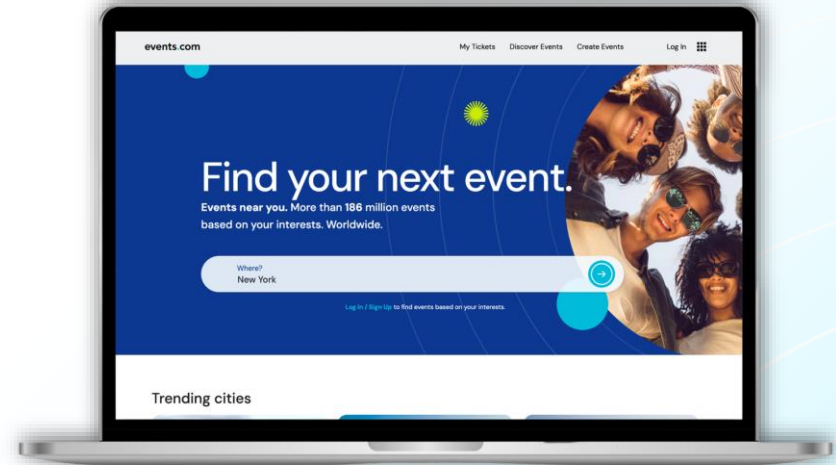 events.com
My Tickets Discover Events Create Events Log In
Find your next event.
Events near you. More than 186 million events
based on your interests. Worldwide.
Where?
New York
Log In / Sign Up to find events based on your interests.
Trending cities